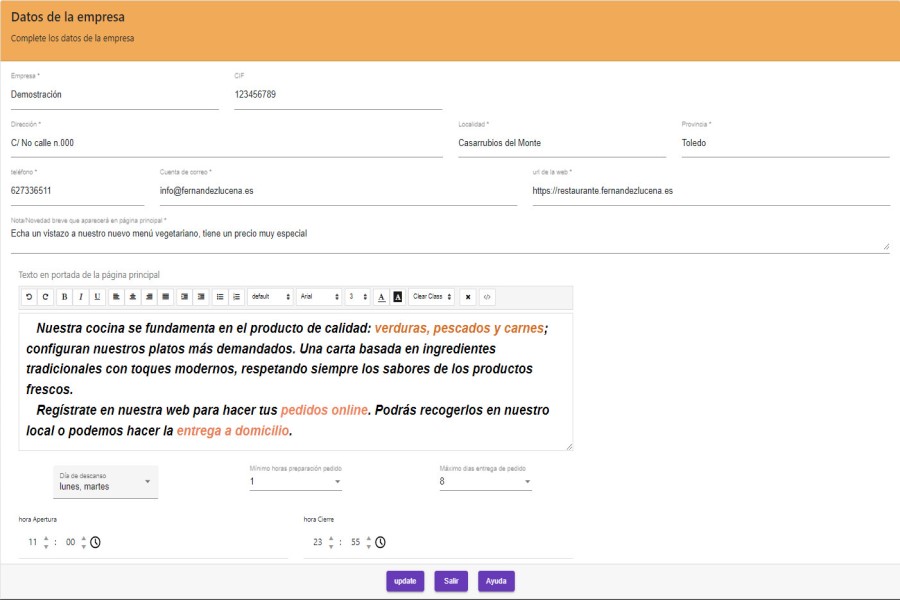 Datos de la empresa
Complete los datos de la empresa
Empresa *
CIF
Demostración
123456789
Dirección *
Localidad *
Provincia *
C/ No calle n.000
Casarrubios del Monte
Toledo
teléfono *
Cuenta de correo *
url de la web *
627336511
info@fernandezlucena.es
https://restaurante.fernandezlucena.es
Nota/Novedad breve que aparecerá en página principal *
Echa un vistazo a nuestro nuevo menú vegetariano, tiene un precio muy especial
Texto en portada de la página principal
B I U default Arial 3 A A Clear Class </>
Nuestra cocina se fundamenta en el producto de calidad: verduras, pescados y carnes;
configuran nuestros platos más demandados. Una carta basada en ingredientes
tradicionales con toques modernos, respetando siempre los sabores de los productos
frescos.
Regístrate en nuestra web para hacer tus pedidos online. Podrás recogerlos en nuestro
local o podemos hacer la entrega a domicilio.
Día de descanso
Mínimo horas preparación pedido
Máximo dias entrega de pedido
lunes, martes
1
8
hora Apertura
hora Cierre
11 : 00
23 : 55
update
Salir
Ayuda